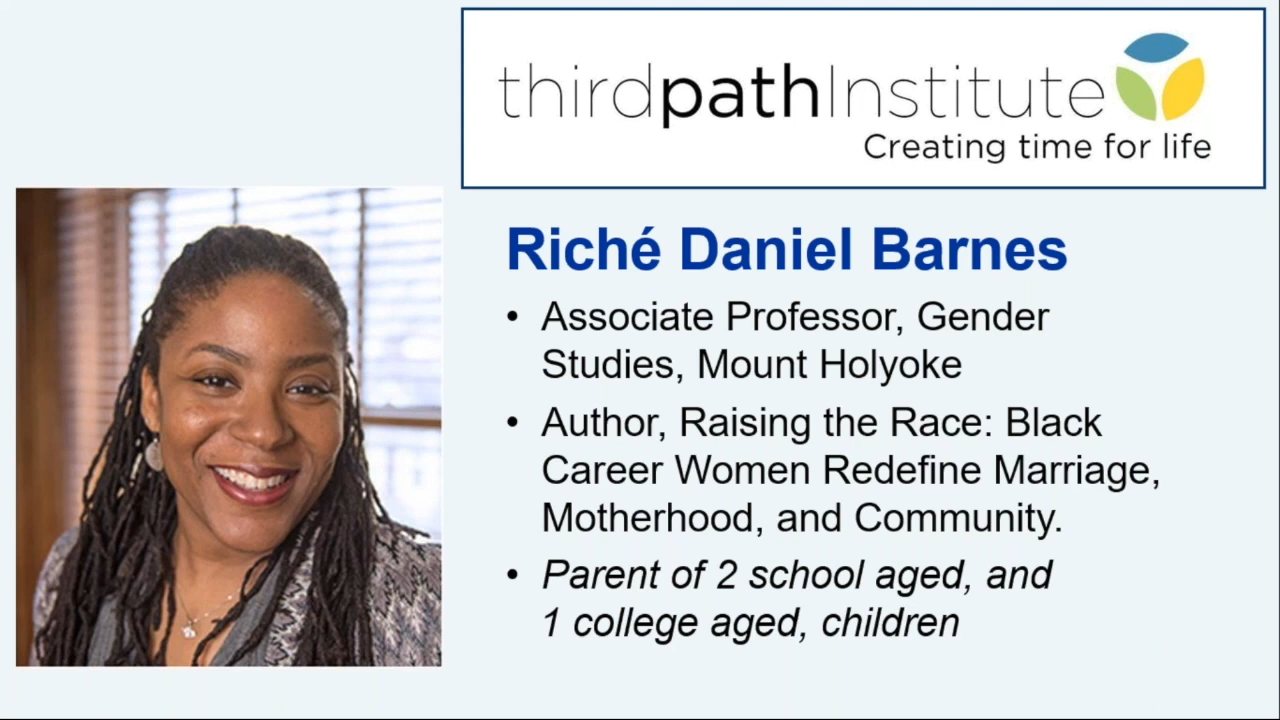 thirdpathInstitute
Creating time for life
Riché Daniel Barnes
• Associate Professor, Gender
Studies, Mount Holyoke
• Author, Raising the Race: Black
Career Women Redefine Marriage,
Motherhood, and Community.
• Parent of 2 school aged, and
1 college aged, children